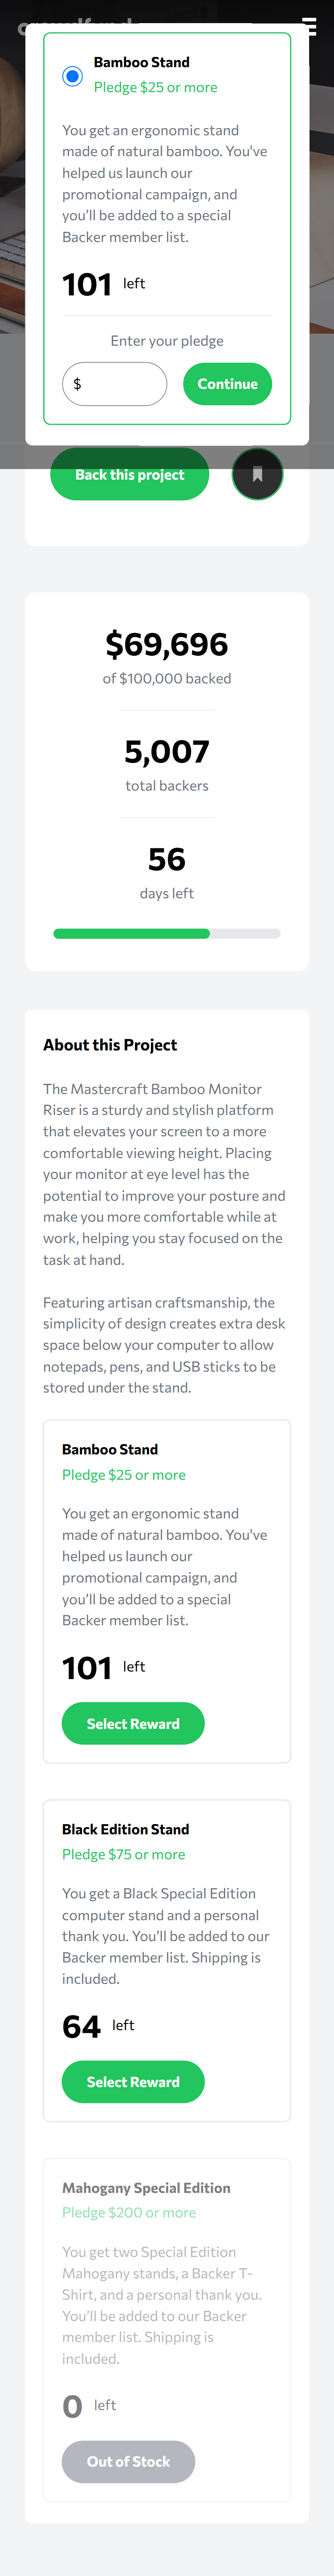 Bamboo Stand
Pledge $25 or more
You get an ergonomic stand
made of natural bamboo. You've
helped us launch our
promotional campaign, and
you’ll be added to a special
Backer member list.
101 left
Enter your pledge
$ Continue
Back this project
$69,696
of $100,000 backed
5,007
total backers
56
days left
About this Project
The Mastercraft Bamboo Monitor
Riser is a sturdy and stylish platform
that elevates your screen to a more
comfortable viewing height. Placing
your monitor at eye level has the
potential to improve your posture and
make you more comfortable while at
work, helping you stay focused on the
task at hand.
Featuring artisan craftsmanship, the
simplicity of design creates extra desk
space below your computer to allow
notepads, pens, and USB sticks to be
stored under the stand.
Bamboo Stand
Pledge $25 or more
You get an ergonomic stand
made of natural bamboo. You've
helped us launch our
promotional campaign, and
you’ll be added to a special
Backer member list.
101 left
Select Reward
Black Edition Stand
Pledge $75 or more
You get a Black Special Edition
computer stand and a personal
thank you. You’ll be added to our
Backer member list. Shipping is
included.
64 left
Select Reward
Mahogany Special Edition
Pledge $200 or more
You get two Special Edition
Mahogany stands, a Backer T-
Shirt, and a personal thank you.
You’ll be added to our Backer
member list. Shipping is
included.
0 left
Out of Stock